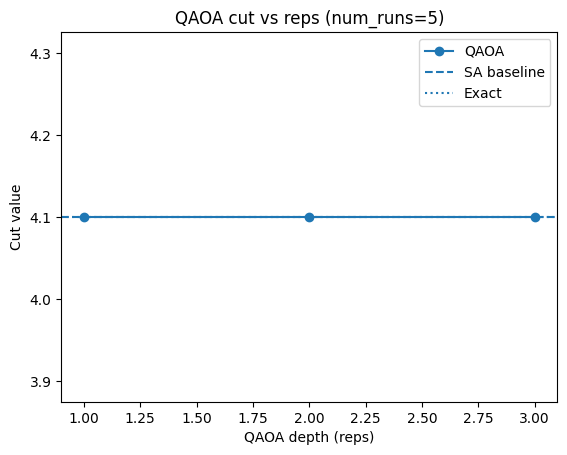 QAOA cut vs reps (num_runs=5)
QAOA
SA baseline
Exact
4.3
4.2
4.1
4.0
3.9
Cut value
1.00 1.25 1.50 1.75 2.00 2.25 2.50 2.75 3.00
QAOA depth (reps)